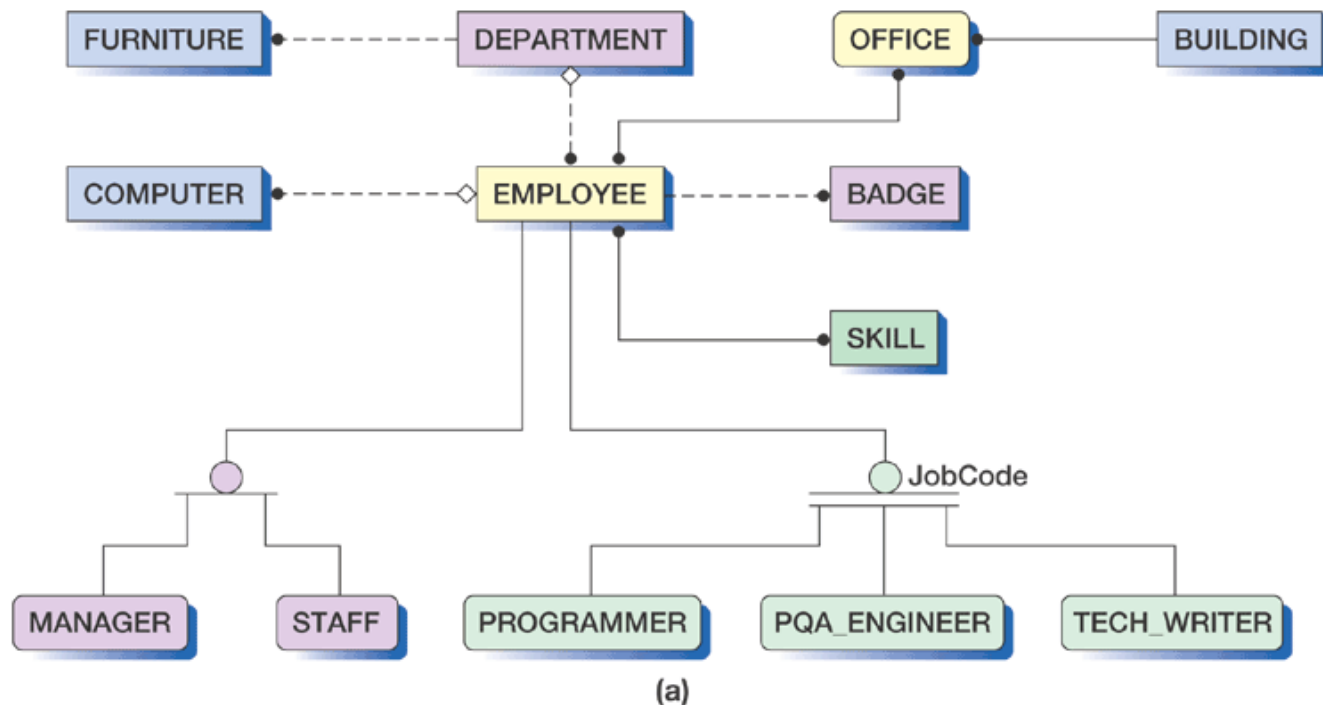 FURNITURE
DEPARTMENT
OFFICE
BUILDING
COMPUTER
EMPLOYEE
BADGE
SKILL
JobCode
MANAGER
STAFF
PROGRAMMER
PQA_ENGINEER
TECH_WRITER
(a)